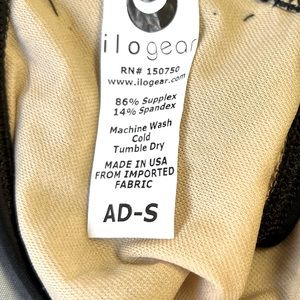 ilogear
RN# 150750
www.ilogear.com
86% Supplex
14% Spandex
Machine Wash
Cold
Tumble Dry
MADE IN USA
FROM IMPORTED
FABRIC
AD-S